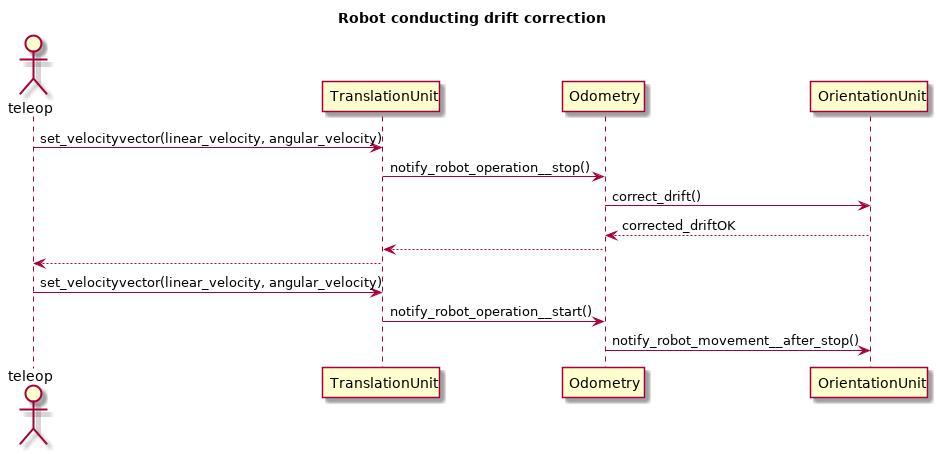 Robot conducting drift correction
teleop
TranslationUnit
Odometry
OrientationUnit
set_velocityvector(linear_velocity, angular_velocity)
notify_robot_operation__stop()
correct_drift()
corrected_driftOK
set_velocityvector(linear_velocity, angular_velocity)
notify_robot_operation__start()
notify_robot_movement__after_stop()
teleop
TranslationUnit
Odometry
OrientationUnit